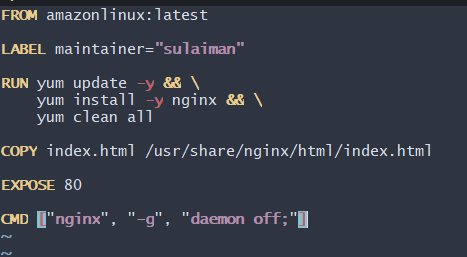 FROM amazonlinux:latest
LABEL maintainer="sulaiman"
RUN yum update -y && \
yum install -y nginx && \
yum clean all
COPY index.html /usr/share/nginx/html/index.html
EXPOSE 80
CMD ["nginx", "-g", "daemon off;"]
~
~